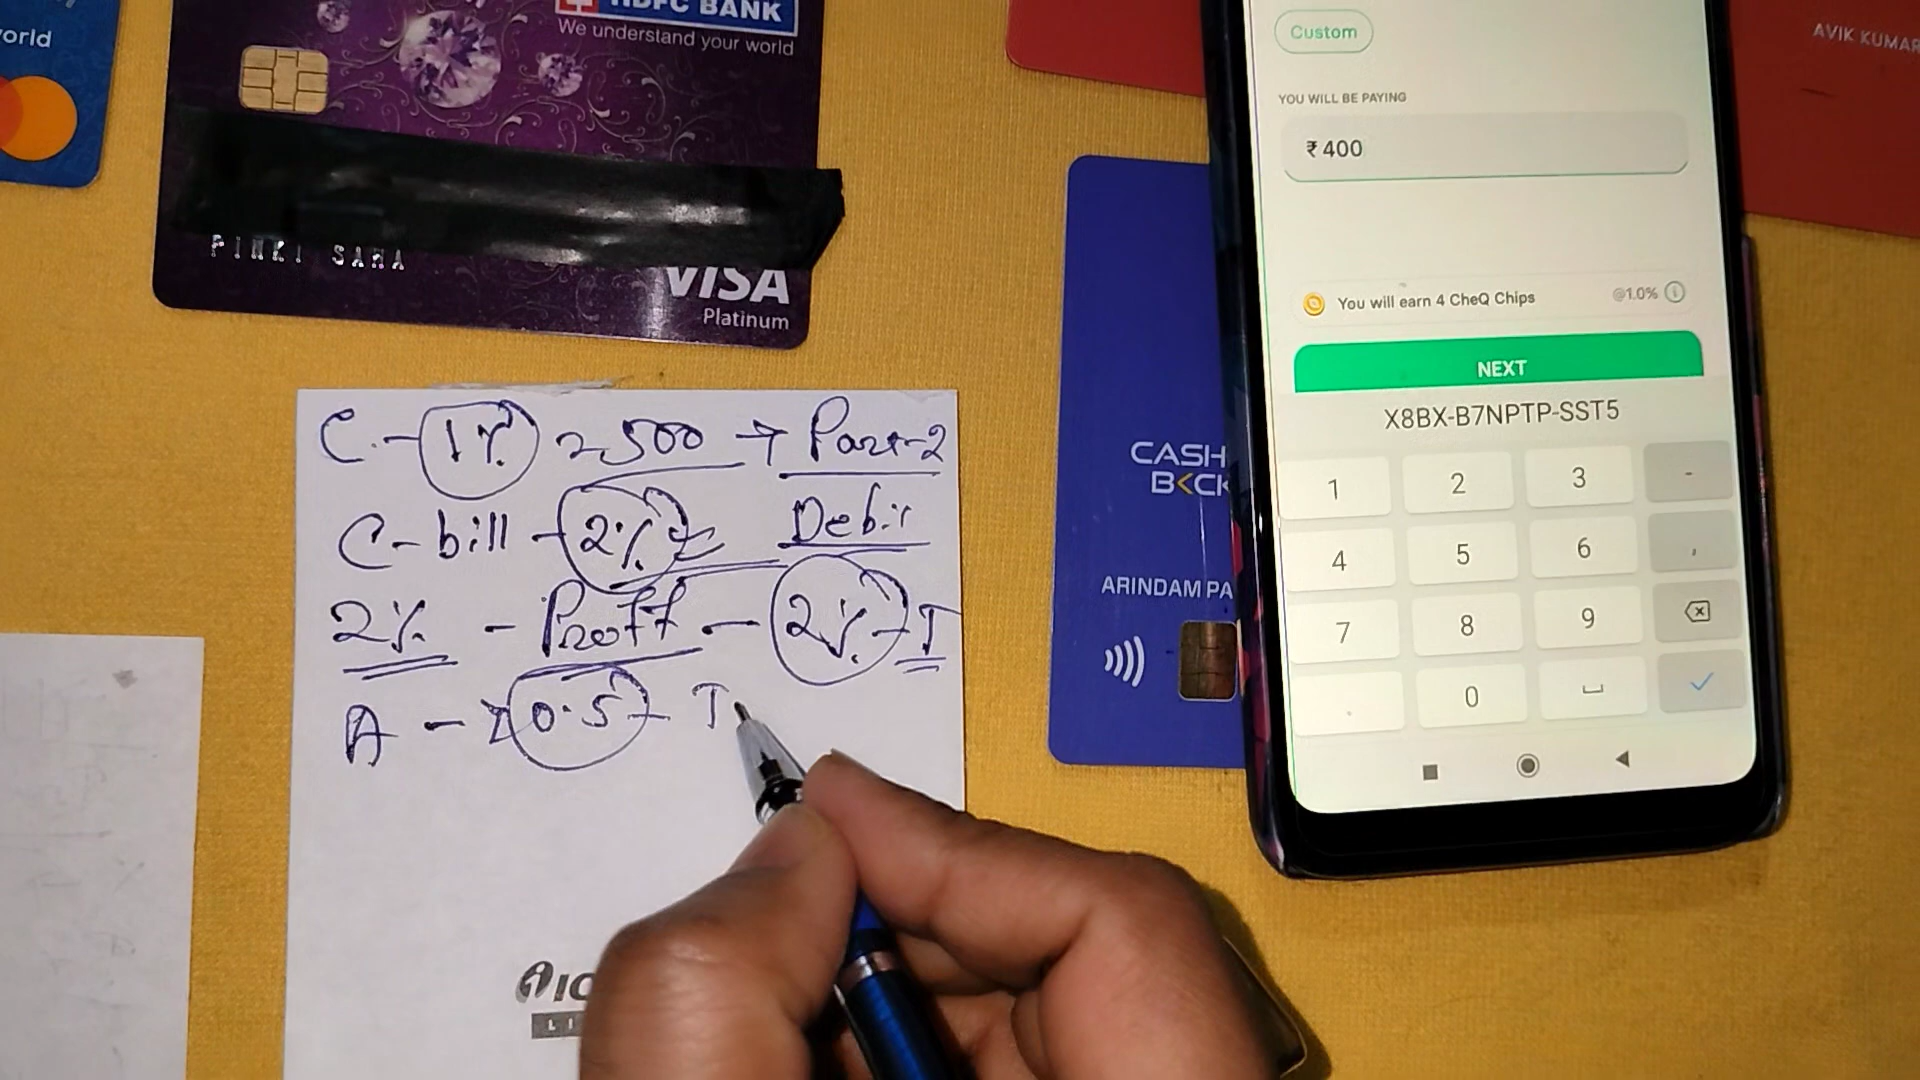 orld
HDFC BANK
We understand your world
PINKI SAHA
VISA
Platinum
AVIK KUMAR
CASH
BACK
ARINDAM PA
Custom
YOU WILL BE PAYING
₹400
You will earn 4 CheQ Chips @1.0%
NEXT
X8BX-B7NPTP-SST5
1 2 3 -
4 5 6 ,
7 8 9
. 0
C - 1% 2500 → Part-2
C-bill - 2% Debit
2% - Proff - 2% - T
A - 0.5 - T